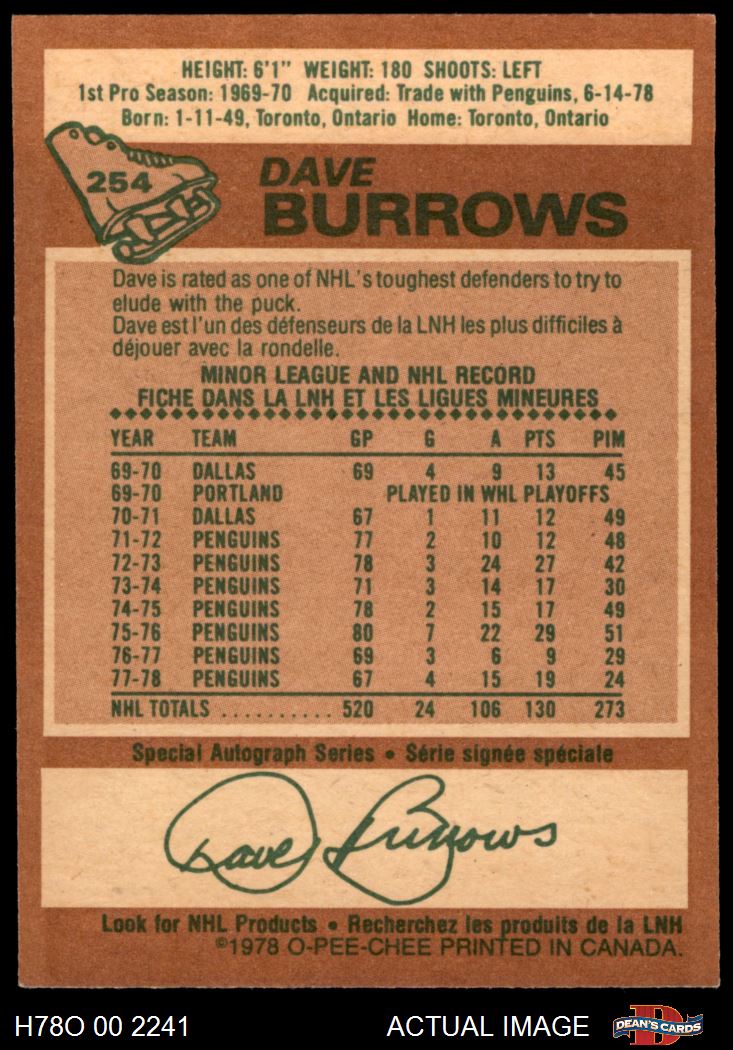 HEIGHT: 6'1" WEIGHT: 180 SHOOTS: LEFT
1st Pro Season: 1969-70 Acquired: Trade with Penguins, 6-14-78
Born: 1-11-49, Toronto, Ontario Home: Toronto, Ontario
254
DAVE
BURROWS
Dave is rated as one of NHL's toughest defenders to try to
elude with the puck.
Dave est l'un des défenseurs de la LNH les plus difficiles à
déjouer avec la rondelle.
MINOR LEAGUE AND NHL RECORD
FICHE DANS LA LNH ET LES LIGUES MINEURES
YEAR TEAM GP G A PTS PIM
69-70 DALLAS 69 4 9 13 45
69-70 PORTLAND PLAYED IN WHL PLAYOFFS
70-71 DALLAS 67 1 11 12 49
71-72 PENGUINS 77 2 10 12 48
72-73 PENGUINS 78 3 24 27 42
73-74 PENGUINS 71 3 14 17 30
74-75 PENGUINS 78 2 15 17 49
75-76 PENGUINS 80 7 22 29 51
76-77 PENGUINS 69 3 6 9 29
77-78 PENGUINS 67 4 15 19 24
NHL TOTALS .......... 520 24 106 130 273
Special Autograph Series • Série signée spéciale
Dave Burrows
Look for NHL Products • Recherchez les produits de la LNH
©1978 O-PEE-CHEE PRINTED IN CANADA.
H78O 00 2241 ACTUAL IMAGE D DEAN'S CARDS